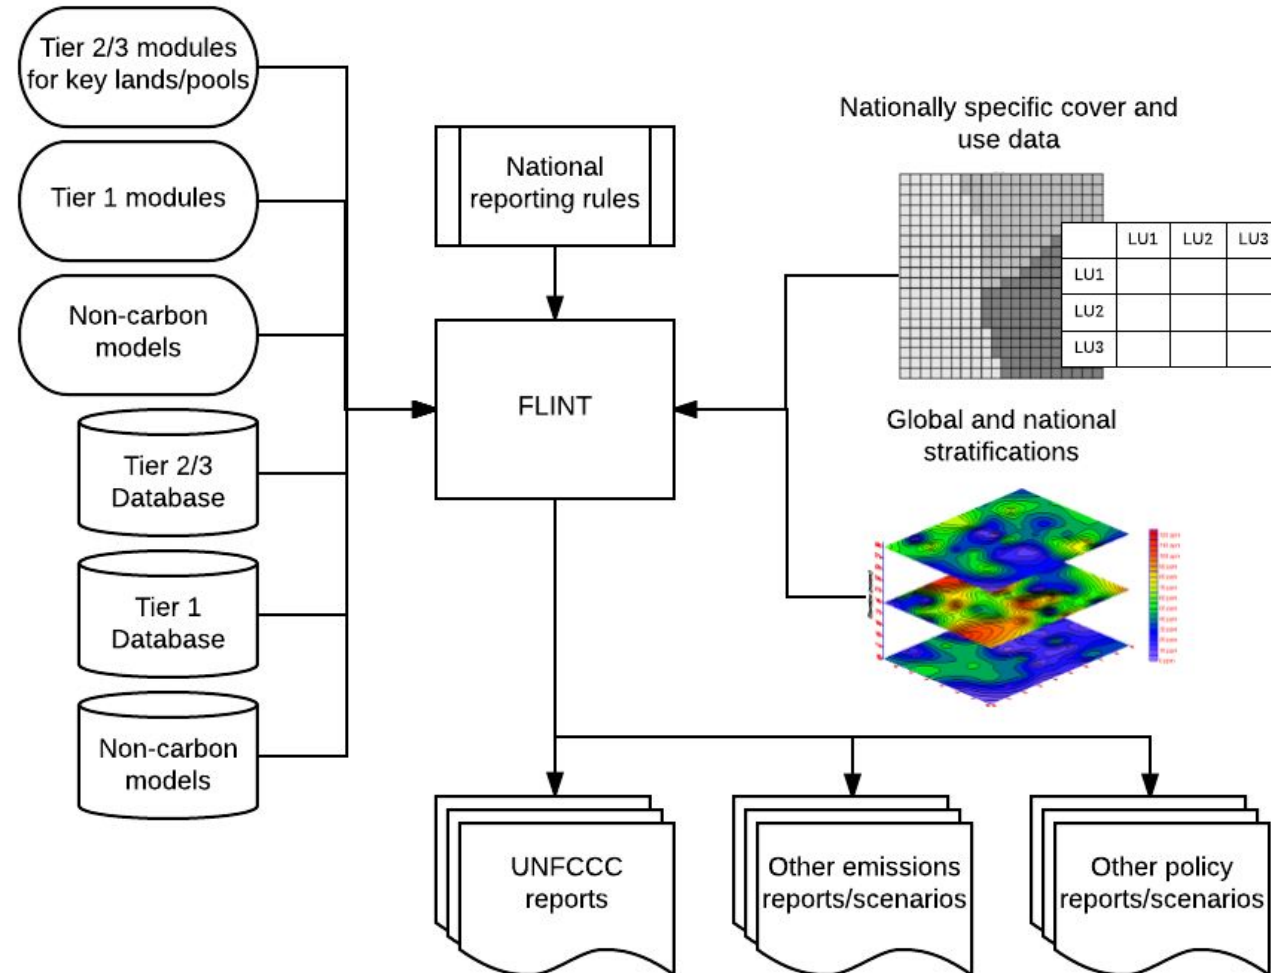 Tier 2/3 modules
for key lands/pools
Tier 1 modules
Non-carbon
models
Tier 2/3
Database
Tier 1
Database
Non-carbon
models
National
reporting rules
FLINT
Nationally specific cover and
use data
LU1 LU2 LU3
LU1
LU2
LU3
Global and national
stratifications
UNFCCC
reports
Other emissions
reports/scenarios
Other policy
reports/scenarios